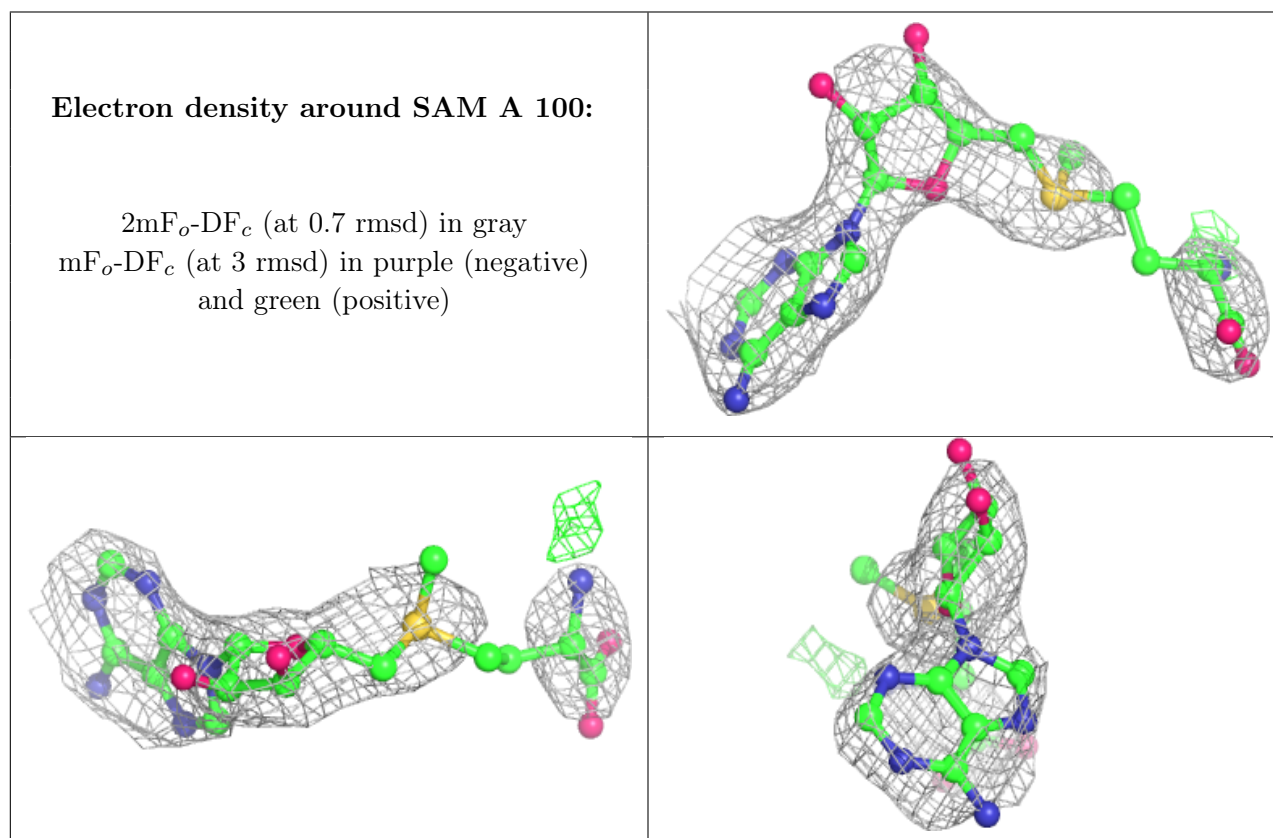 Electron density around SAM A 100:
2mFo-DFc (at 0.7 rmsd) in gray
mFo-DFc (at 3 rmsd) in purple (negative)
and green (positive)